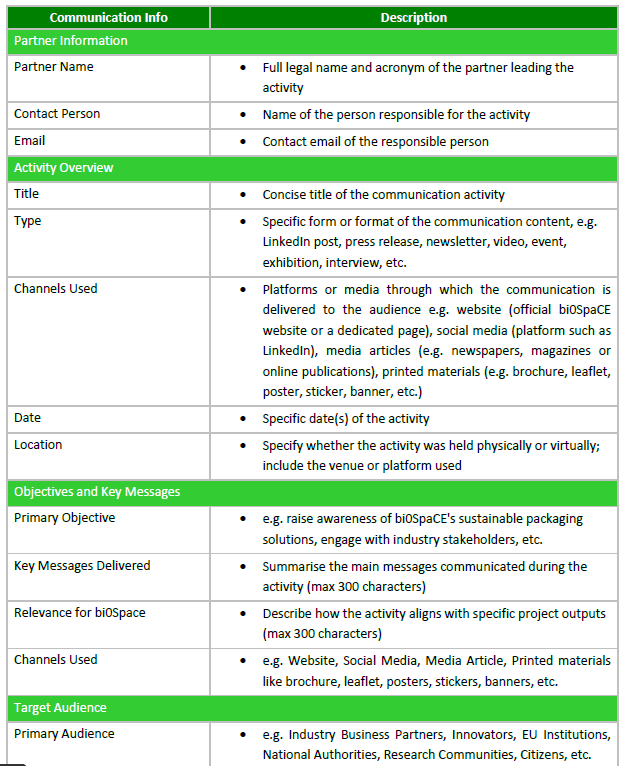 Communication Info Description
Partner Information
Partner Name
• Full legal name and acronym of the partner leading the
activity
Contact Person
• Name of the person responsible for the activity
Email
• Contact email of the responsible person
Activity Overview
Title
• Concise title of the communication activity
Type
• Specific form or format of the communication content, e.g.
LinkedIn post, press release, newsletter, video, event,
exhibition, interview, etc.
Channels Used
• Platforms or media through which the communication is
delivered to the audience e.g. website (official bi0SpaCE
website or a dedicated page), social media (platform such as
LinkedIn), media articles (e.g. newspapers, magazines or
online publications), printed materials (e.g. brochure, leaflet,
poster, sticker, banner, etc.)
Date
• Specific date(s) of the activity
Location
• Specify whether the activity was held physically or virtually;
include the venue or platform used
Objectives and Key Messages
Primary Objective
• e.g. raise awareness of bi0SpaCE's sustainable packaging
solutions, engage with industry stakeholders, etc.
Key Messages Delivered
• Summarise the main messages communicated during the
activity (max 300 characters)
Relevance for bi0Space
• Describe how the activity aligns with specific project outputs
(max 300 characters)
Channels Used
• e.g. Website, Social Media, Media Article, Printed materials
like brochure, leaflet, posters, stickers, banners, etc.
Target Audience
Primary Audience
• e.g. Industry Business Partners, Innovators, EU Institutions,
National Authorities, Research Communities, Citizens, etc.